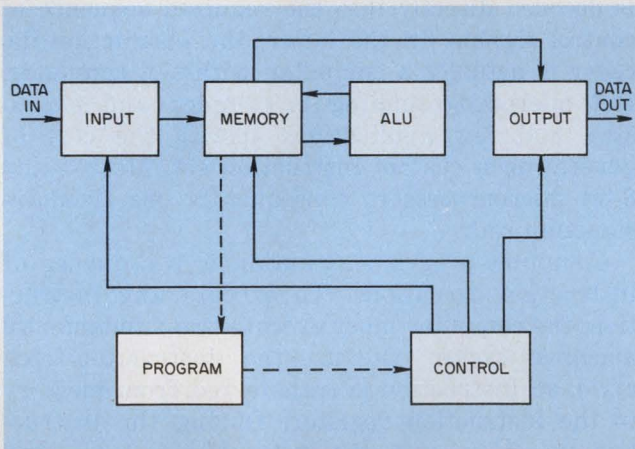 DATA
IN
INPUT
MEMORY
ALU
OUTPUT
DATA
OUT
PROGRAM
CONTROL